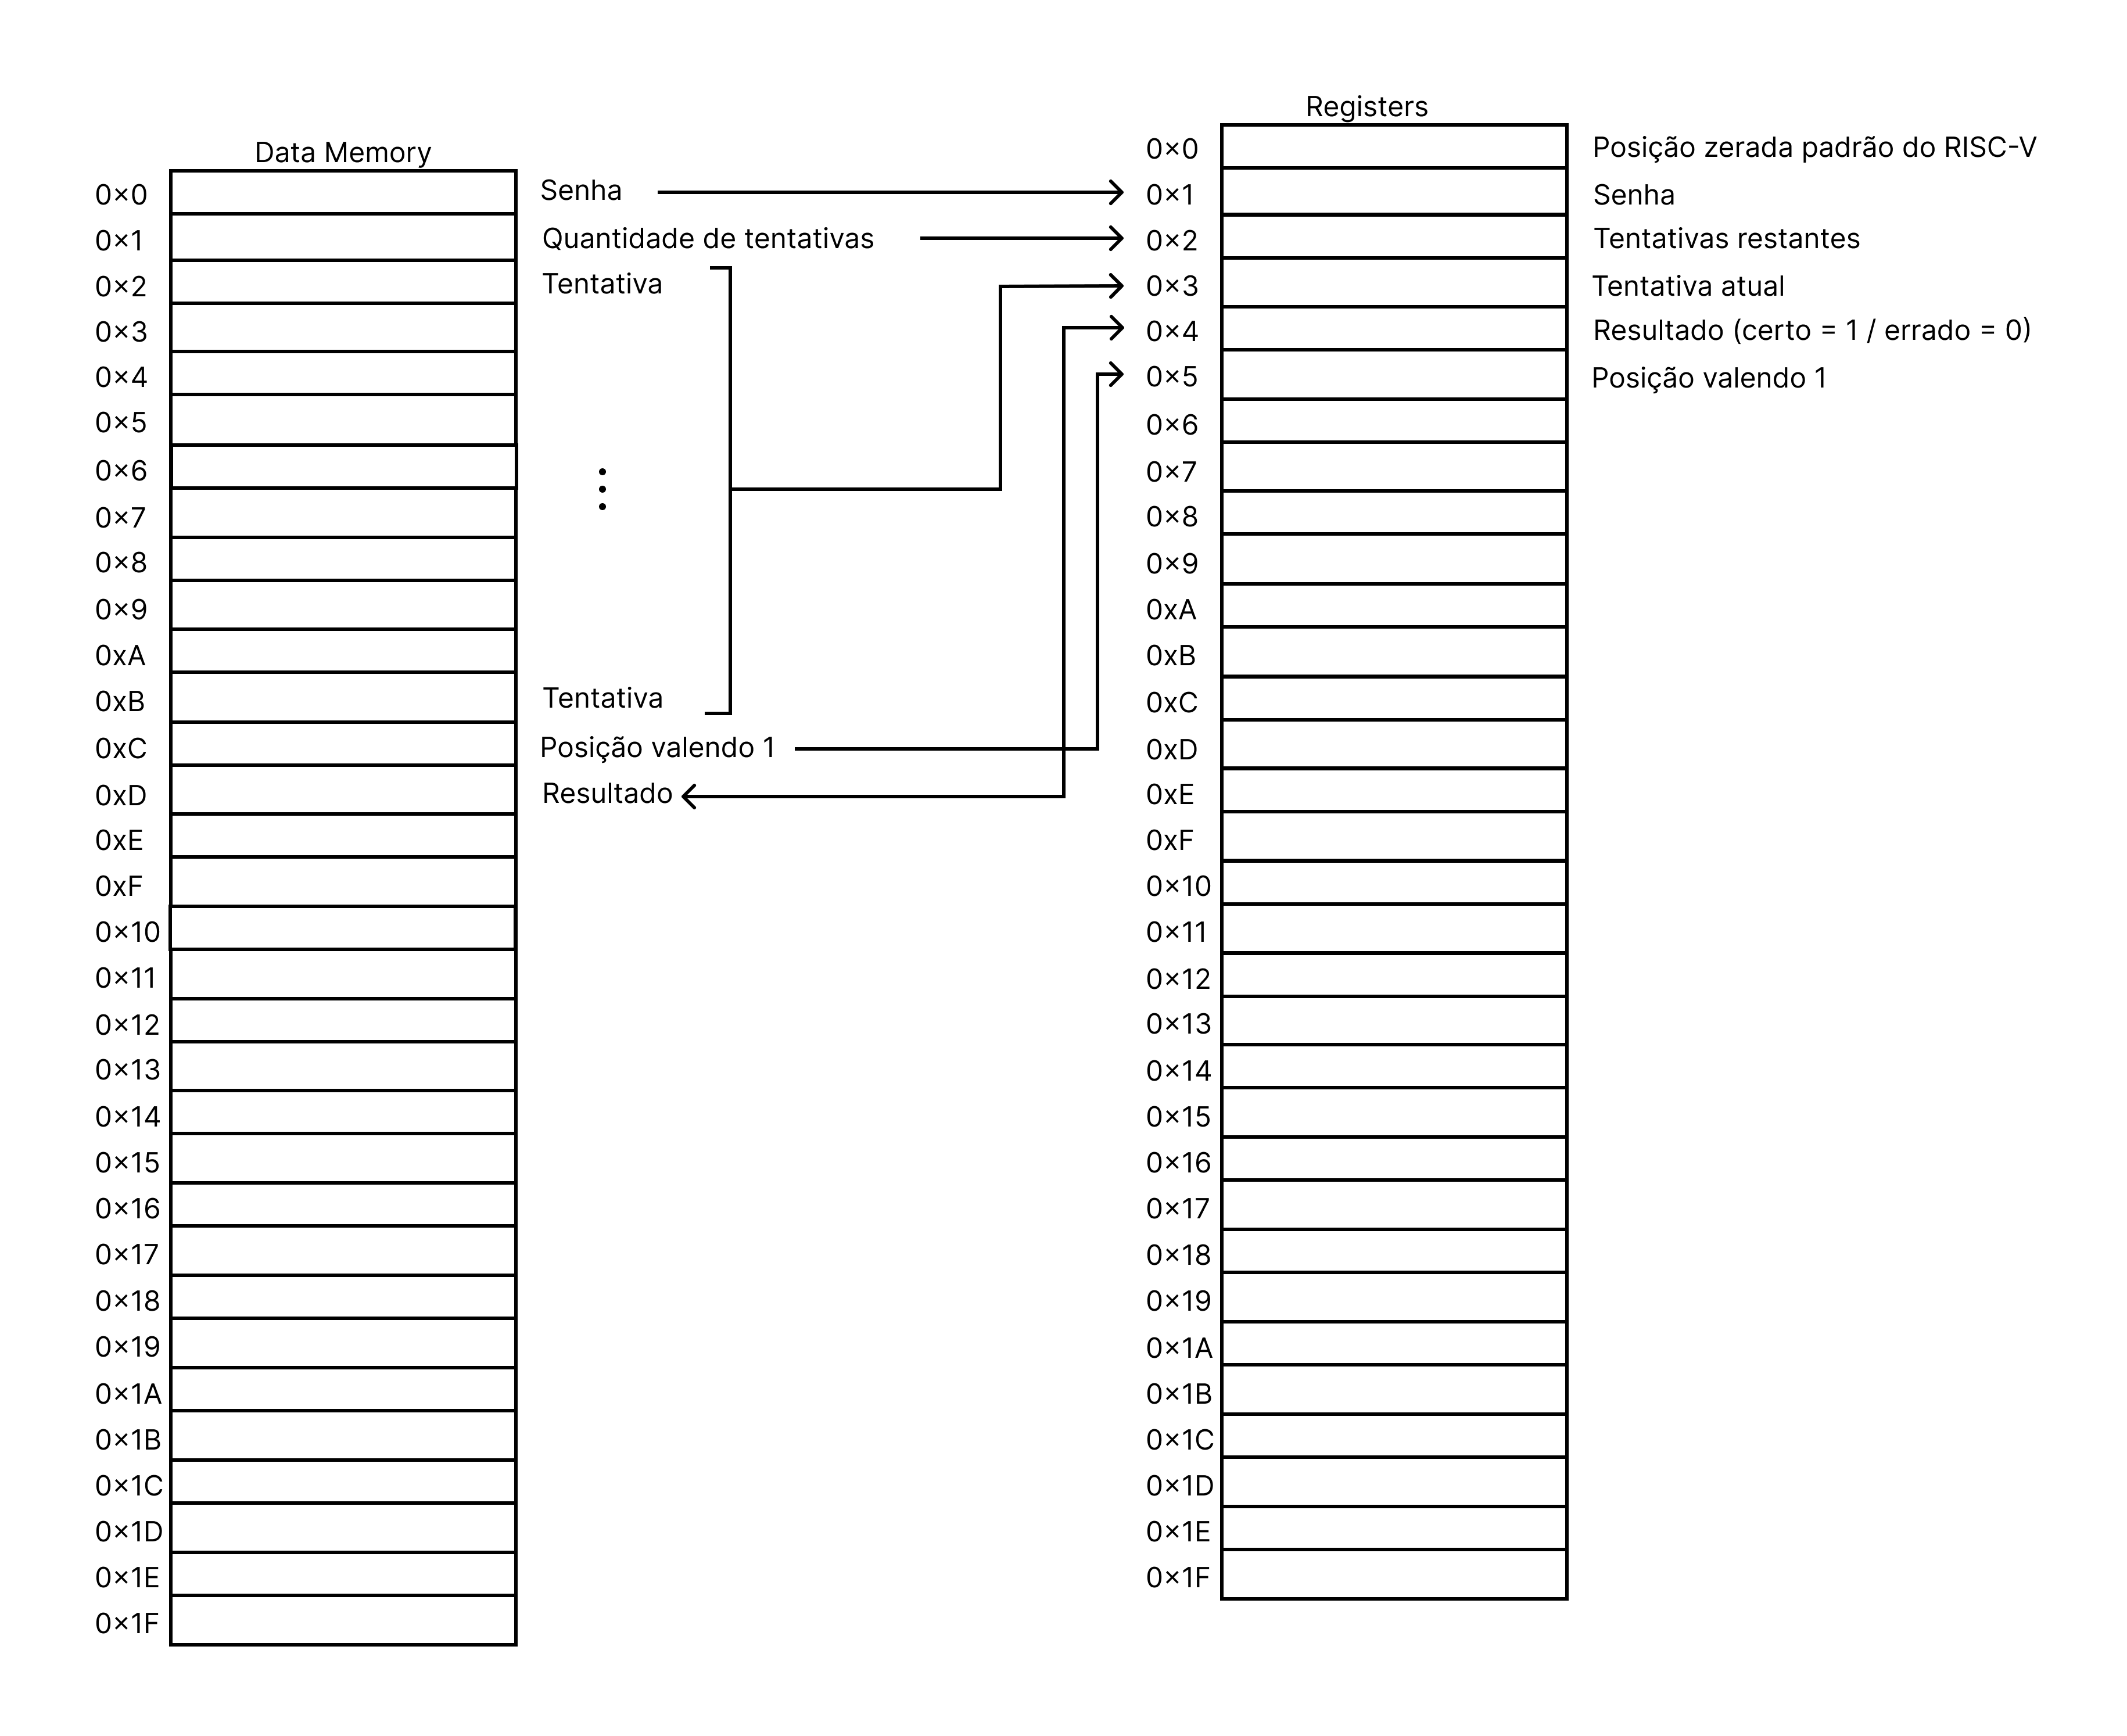 Data Memory
0×0
Senha
0×1
Quantidade de tentativas
0×2
Tentativa
0×3
0×4
0×5
0×6
0×7
0×8
0×9
0xA
0xB
Tentativa
0xC
Posição valendo 1
0xD
Resultado
0xE
0xF
0×10
0×11
0×12
0×13
0×14
0×15
0×16
0×17
0×18
0×19
0×1A
0×1B
0×1C
0×1D
0×1E
0×1F
Registers
0×0
Posição zerada padrão do RISC-V
0×1
Senha
0×2
Tentativas restantes
0×3
Tentativa atual
0×4
Resultado (certo = 1 / errado = 0)
0×5
Posição valendo 1
0×6
0×7
0×8
0×9
0xA
0xB
0xC
0xD
0xE
0xF
0×10
0×11
0×12
0×13
0×14
0×15
0×16
0×17
0×18
0×19
0×1A
0×1B
0×1C
0×1D
0×1E
0×1F